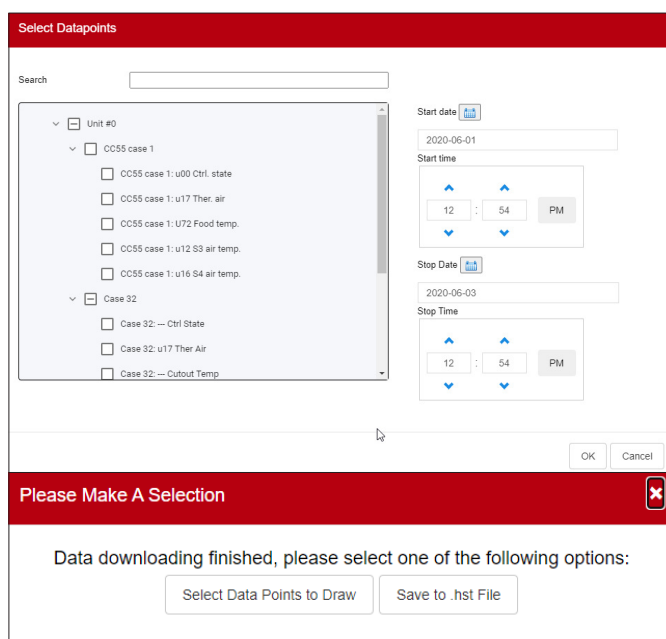 Select Datapoints
Search
Unit #0
CC55 case 1
CC55 case 1: u00 Ctrl. state
CC55 case 1: u17 Ther. air
CC55 case 1: U72 Food temp.
CC55 case 1: u12 S3 air temp.
CC55 case 1: u16 S4 air temp.
Case 32
Case 32: --- Ctrl State
Case 32: u17 Ther Air
Case 32: --- Cutout Temp
Start date
2020-06-01
Start time
12 : 54 PM
Stop Date
2020-06-03
Stop Time
12 : 54 PM
OK Cancel
Please Make A Selection
Data downloading finished, please select one of the following options:
Select Data Points to Draw Save to .hst File